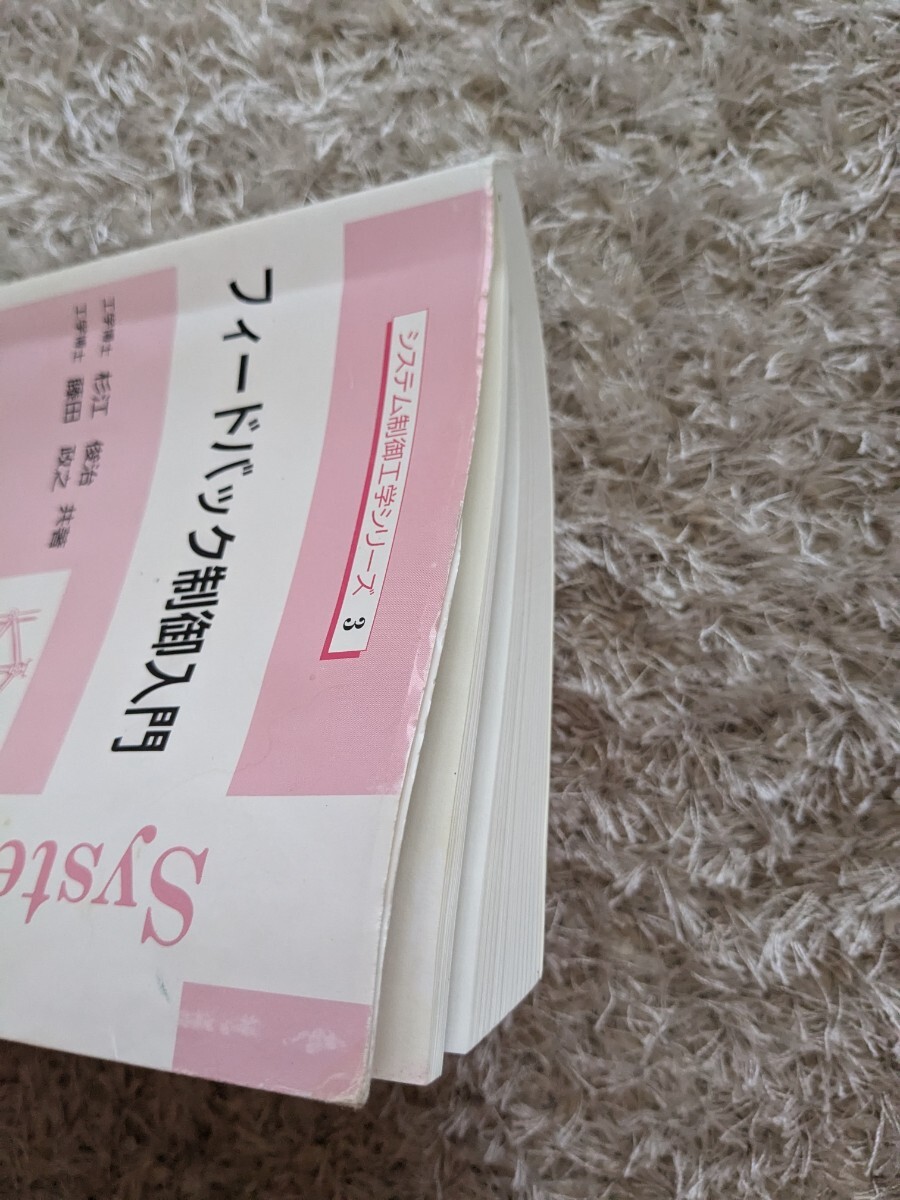 システム制御工学シリーズ 3
フィードバック制御入門
工学博士 杉江 俊治
工学博士 藤田 政之 共著
Syste